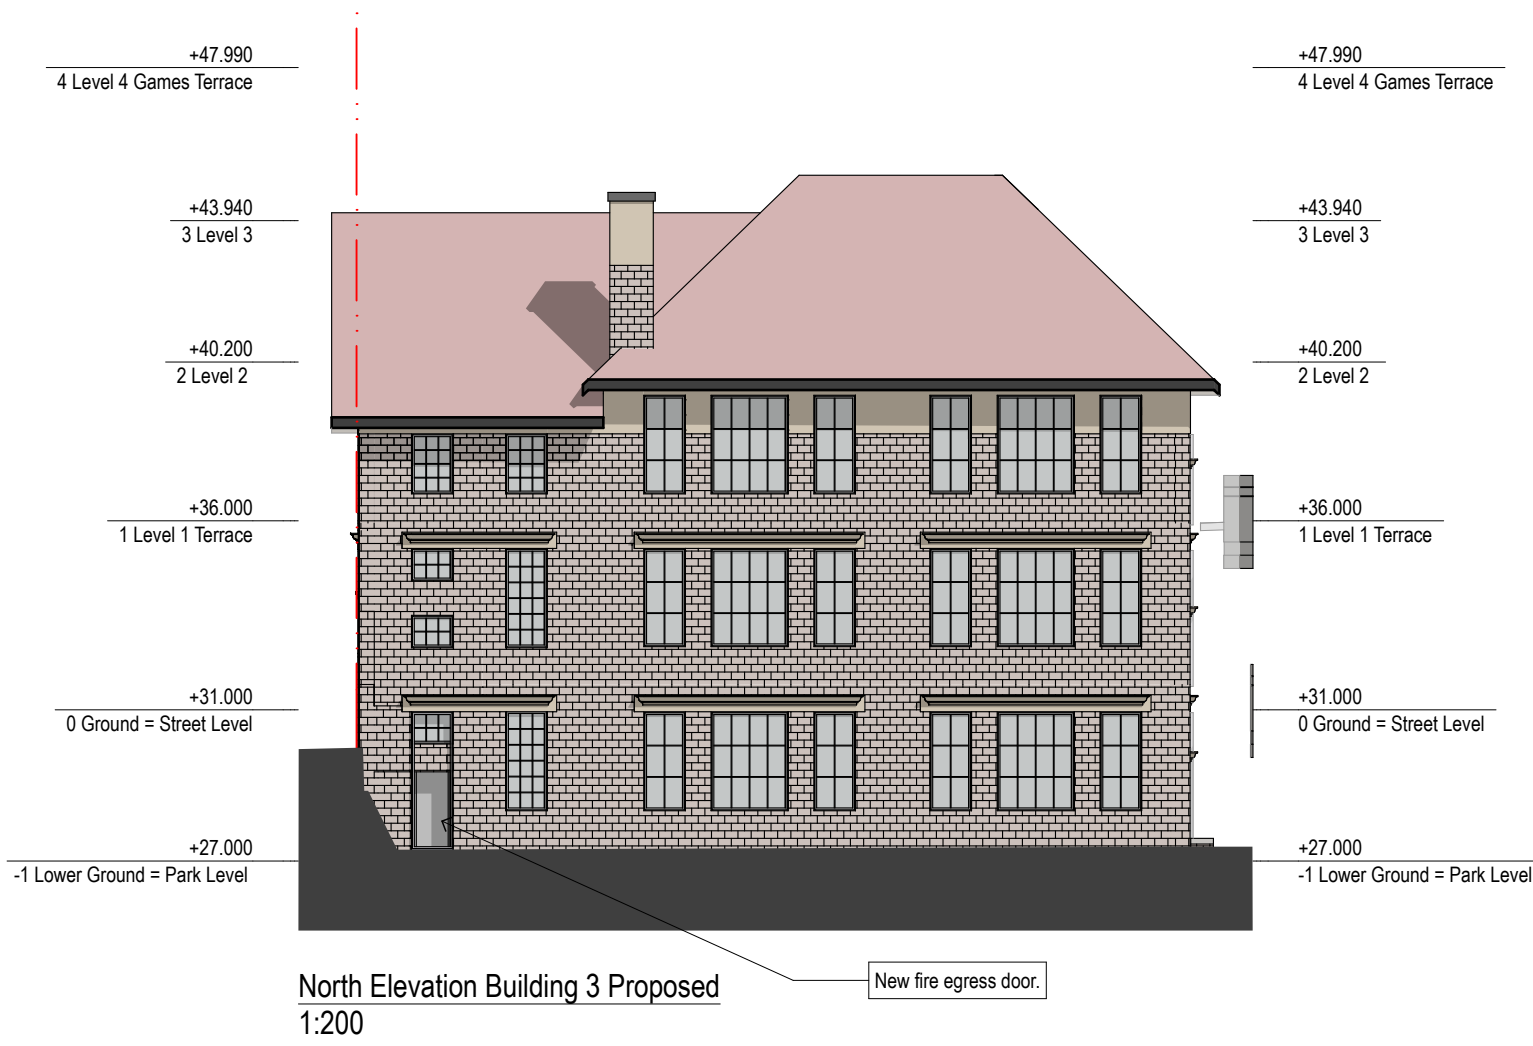 +47.990
4 Level 4 Games Terrace
+47.990
4 Level 4 Games Terrace
+43.940
3 Level 3
+43.940
3 Level 3
+40.200
2 Level 2
+40.200
2 Level 2
+36.000
1 Level 1 Terrace
+36.000
1 Level 1 Terrace
+31.000
0 Ground = Street Level
+31.000
0 Ground = Street Level
+27.000
-1 Lower Ground = Park Level
+27.000
-1 Lower Ground = Park Level
New fire egress door.
North Elevation Building 3 Proposed
1:200